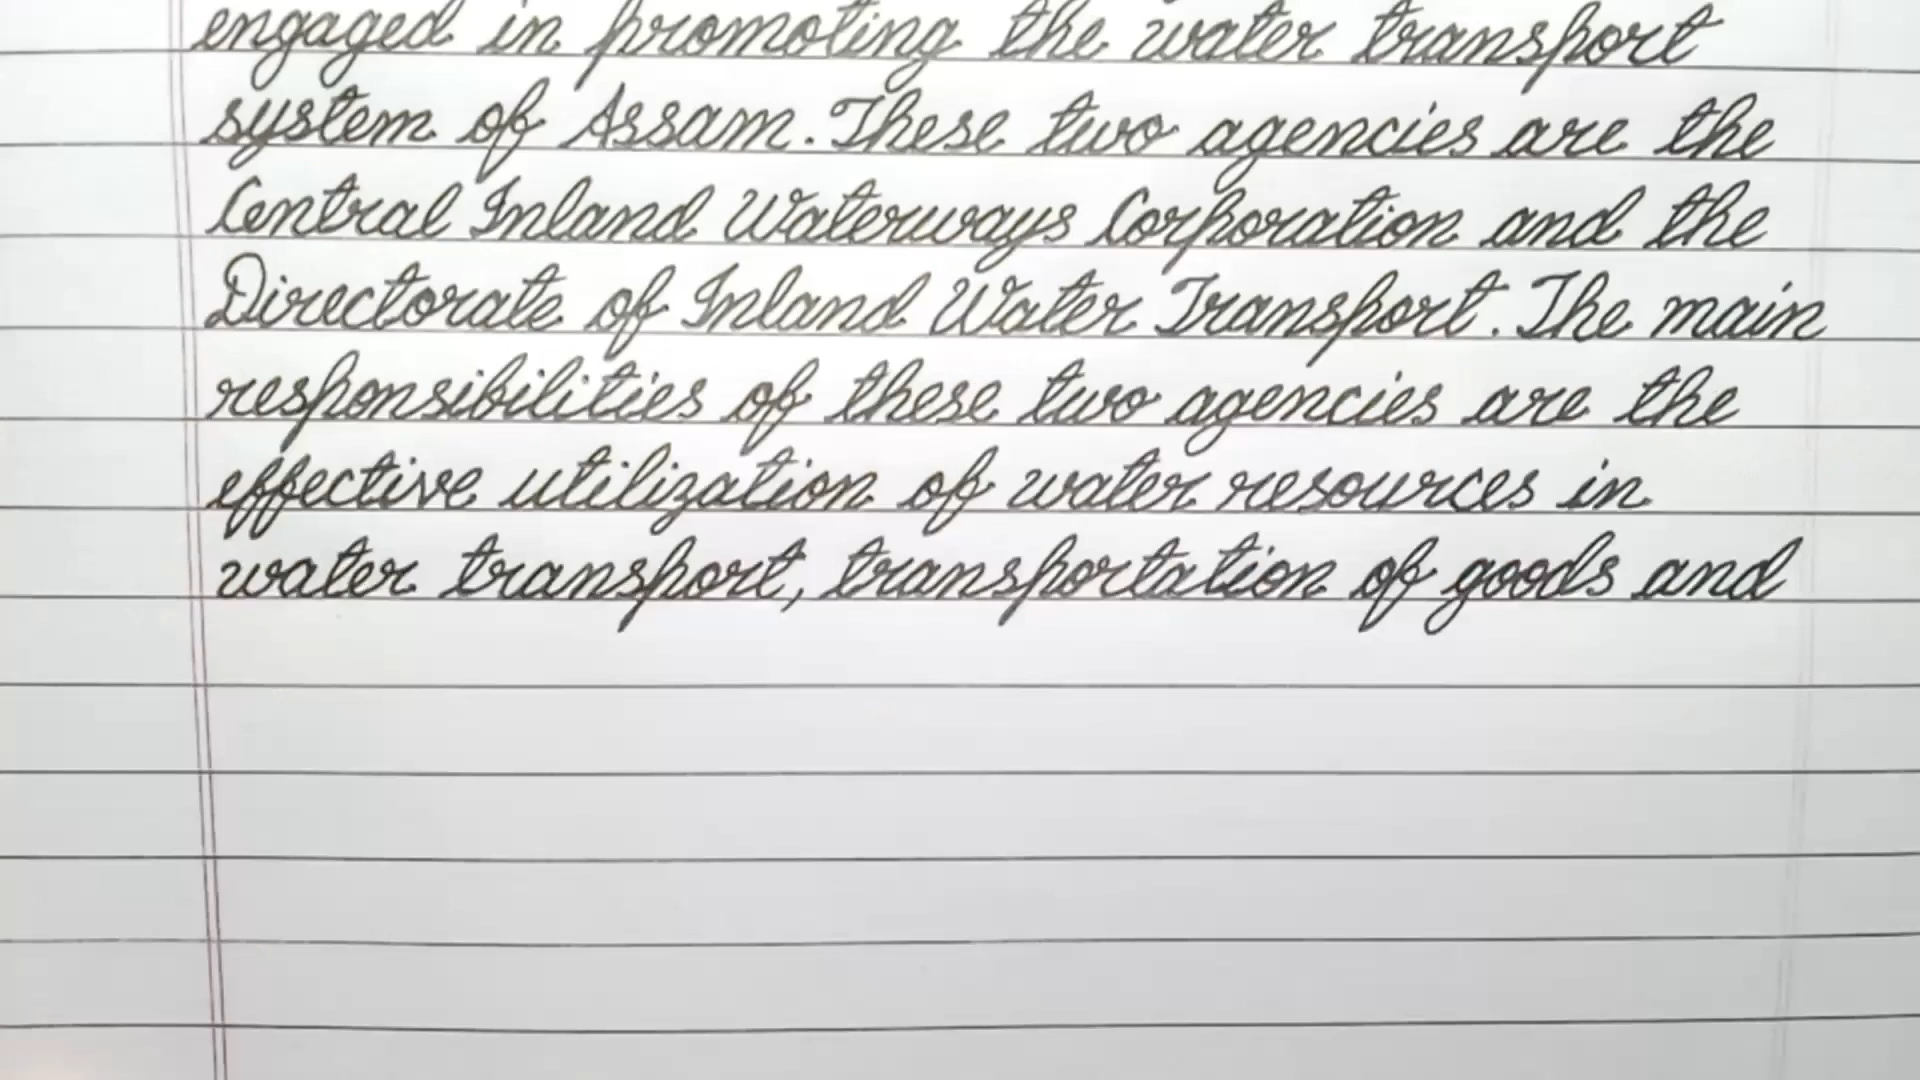 engaged in promoting the water transport
system of Assam. These two agencies are the
Central Inland Waterways Corporation and the
Directorate of Inland Water Transport. The main
responsibilities of these two agencies are the
effective utilization of water resources in
water transport, transportation of goods and